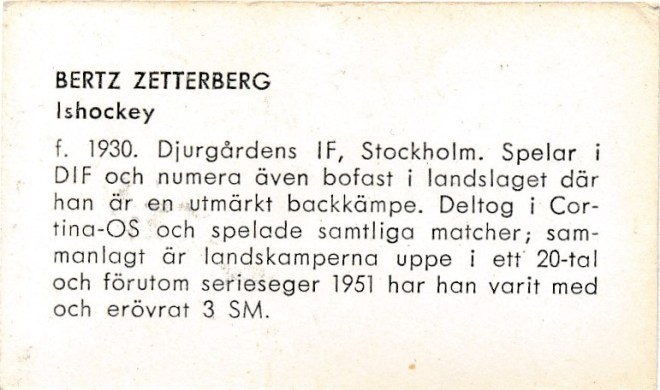 BERTZ ZETTERBERG
Ishockey
f. 1930. Djurgårdens IF, Stockholm. Spelar i
DIF och numera även bofast i landslaget där
han är en utmärkt backkämpe. Deltog i Cor-
tina-OS och spelade samtliga matcher; sam-
manlagt är landskamperna uppe i ett 20-tal
och förutom serieseger 1951 har han varit med
och erövrat 3 SM.